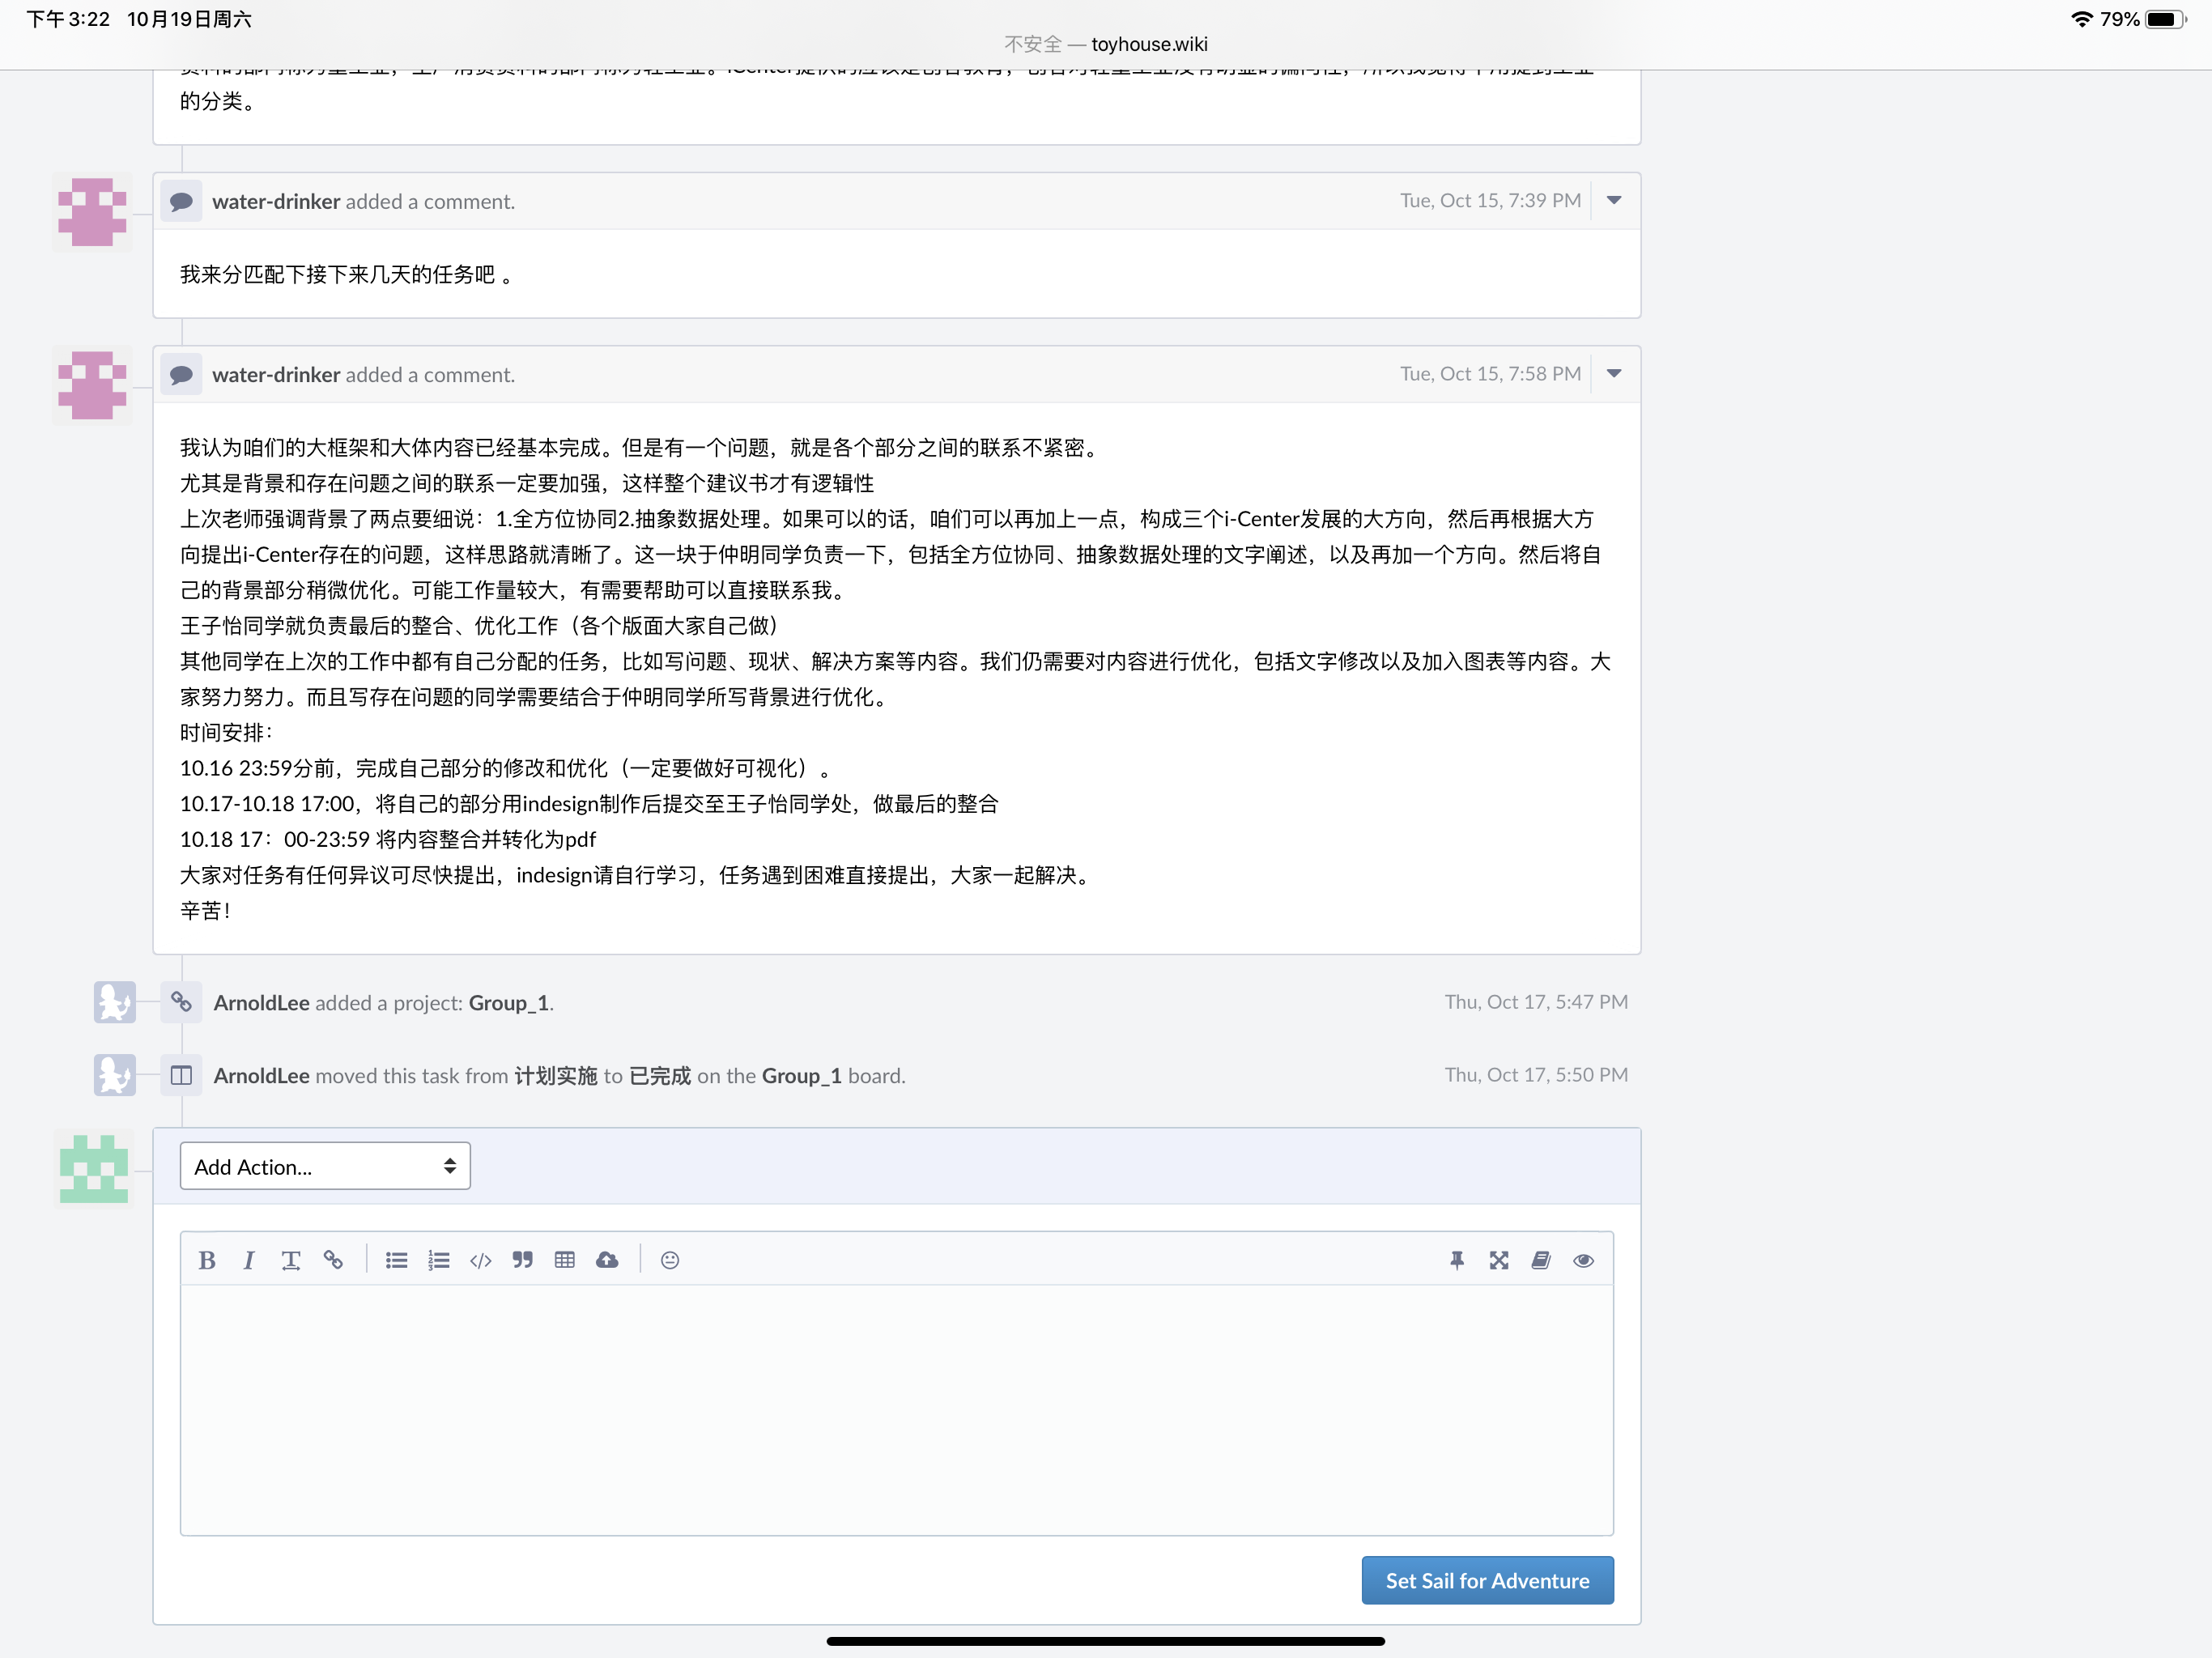 下午3:22 10月19日周六
79%
不安全 — toyhouse.wiki
的分类。
water-drinker added a comment.
Tue, Oct 15, 7:39 PM
我来分匹配下接下来几天的任务吧 。
water-drinker added a comment.
Tue, Oct 15, 7:58 PM
我认为咱们的大框架和大体内容已经基本完成。但是有一个问题，就是各个部分之间的联系不紧密。
尤其是背景和存在问题之间的联系一定要加强，这样整个建议书才有逻辑性
上次老师强调背景了两点要细说：1.全方位协同2.抽象数据处理。如果可以的话，咱们可以再加上一点，构成三个i-Center发展的大方向，然后再根据大方
向提出i-Center存在的问题，这样思路就清晰了。这一块于仲明同学负责一下，包括全方位协同、抽象数据处理的文字阐述，以及再加一个方向。然后将自
己的背景部分稍微优化。可能工作量较大，有需要帮助可以直接联系我。
王子怡同学就负责最后的整合、优化工作（各个版面大家自己做）
其他同学在上次的工作中都有自己分配的任务，比如写问题、现状、解决方案等内容。我们仍需要对内容进行优化，包括文字修改以及加入图表等内容。大
家努力努力。而且写存在问题的同学需要结合于仲明同学所写背景进行优化。
时间安排：
10.16 23:59分前，完成自己部分的修改和优化（一定要做好可视化）。
10.17-10.18 17:00，将自己的部分用indesign制作后提交至王子怡同学处，做最后的整合
10.18 17：00-23:59 将内容整合并转化为pdf
大家对任务有任何异议可尽快提出，indesign请自行学习，任务遇到困难直接提出，大家一起解决。
辛苦！
ArnoldLee added a project: Group_1.
Thu, Oct 17, 5:47 PM
ArnoldLee moved this task from 计划实施 to 已完成 on the Group_1 board.
Thu, Oct 17, 5:50 PM
Add Action...
Set Sail for Adventure